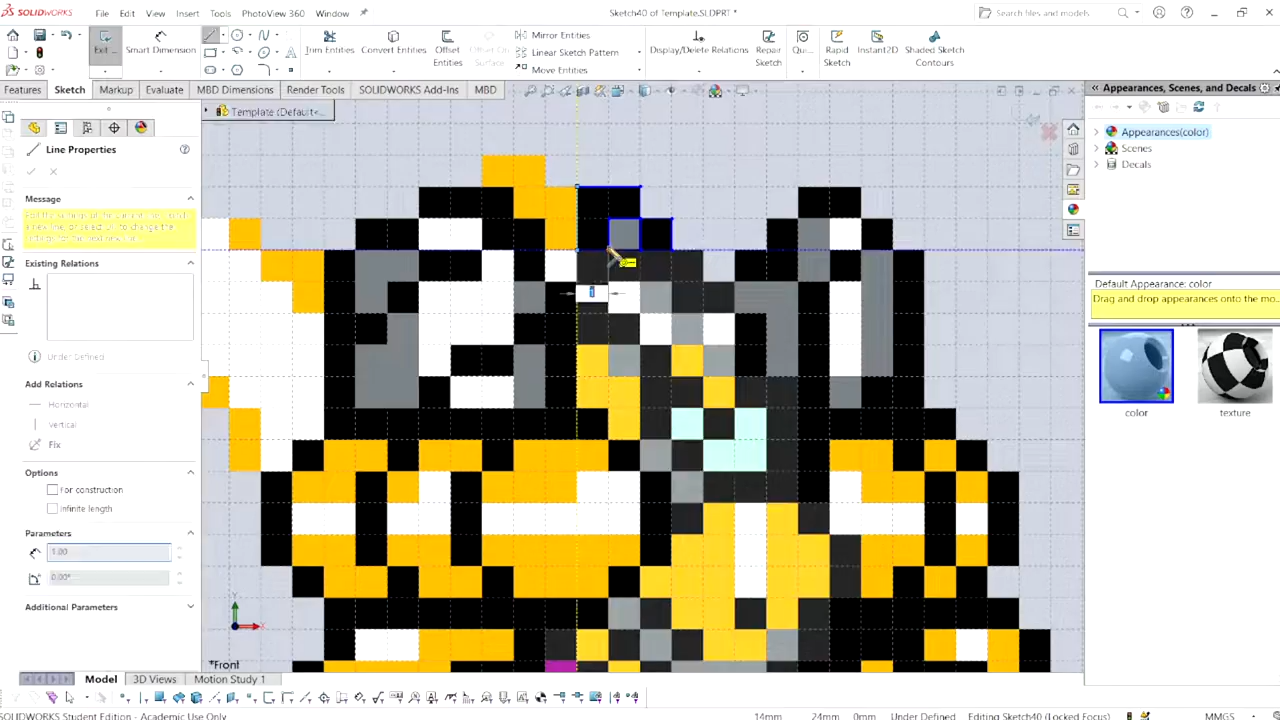 SOLIDWORKS File Edit View Insert Tools PhotoView 360 Window Sketch40 of Template.SLDPRT * Search files and models
Exit... Smart Dimension Trim Entities Convert Entities Offset Entities Offset On Surface Mirror Entities Linear Sketch Pattern Move Entities Display/Delete Relations Repair Sketch Qu... Rapid Sketch Instant2D Shaded Sketch Contours
Features Sketch Markup Evaluate MBD Dimensions Render Tools SOLIDWORKS Add-Ins MBD
Appearances, Scenes, and Decals
Template (Default<...
Line Properties
Message
Existing Relations
Under Defined
Add Relations
Horizontal
Vertical
Fix
Options
For construction
Infinite length
Parameters
1.00
0.00°
Additional Parameters
1
Y
X
*Front
Appearances(color)
Scenes
Decals
Default Appearance: color
Drag and drop appearances onto the mo...
color texture
Model 3D Views Motion Study 1
SOLIDWORKS Student Edition - Academic Use Only 14mm 24mm 0mm Under Defined Editing Sketch40 (Locked Focus) MMGS